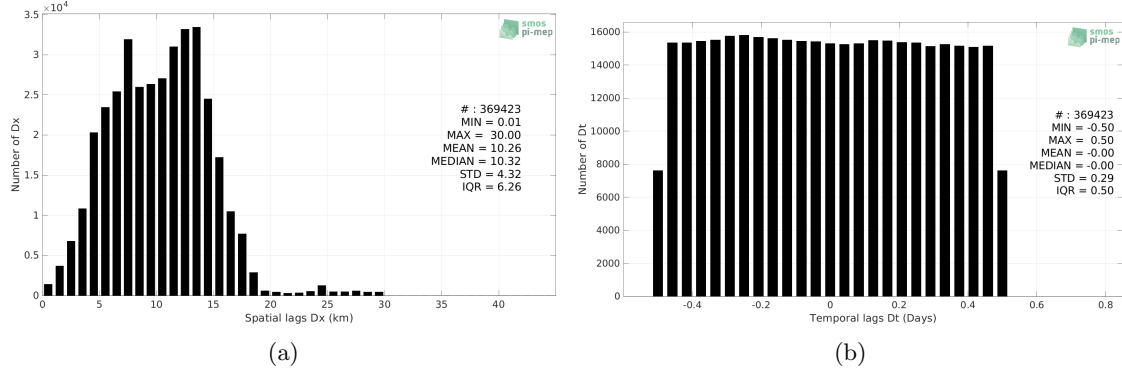 ×10⁴
3.5
3
2.5
2
1.5
1
0.5
0
Number of Dx
smos
pi-mep
# : 369423
MIN = 0.01
MAX = 30.00
MEAN = 10.26
MEDIAN = 10.32
STD = 4.32
IQR = 6.26
0 5 10 15 20 25 30 35 40
Spatial lags Dx (km)
(a)
16000
14000
12000
10000
8000
6000
4000
2000
0
Number of Dt
smos
pi-mep
# : 369423
MIN = -0.50
MAX = 0.50
MEAN = -0.00
MEDIAN = -0.00
STD = 0.29
IQR = 0.50
-0.4 -0.2 0 0.2 0.4 0.6 0.8
Temporal lags Dt (Days)
(b)